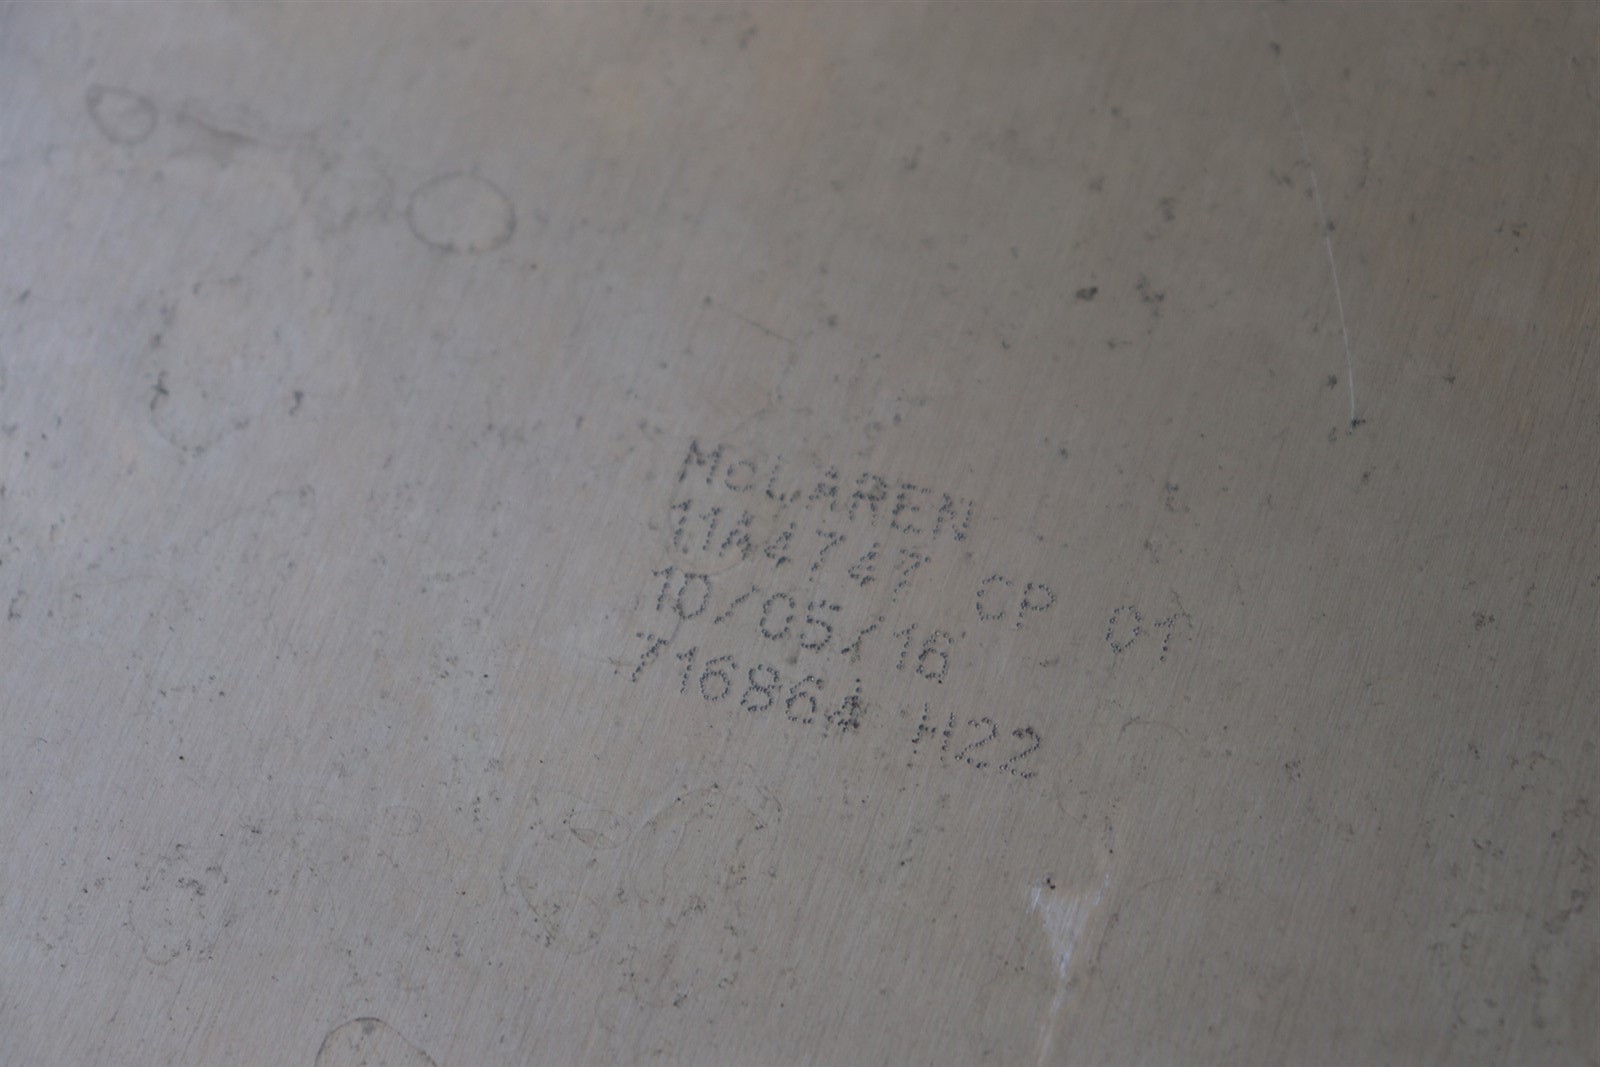 McLAREN
11A4747 CP 01
10/05/16
716864 H22